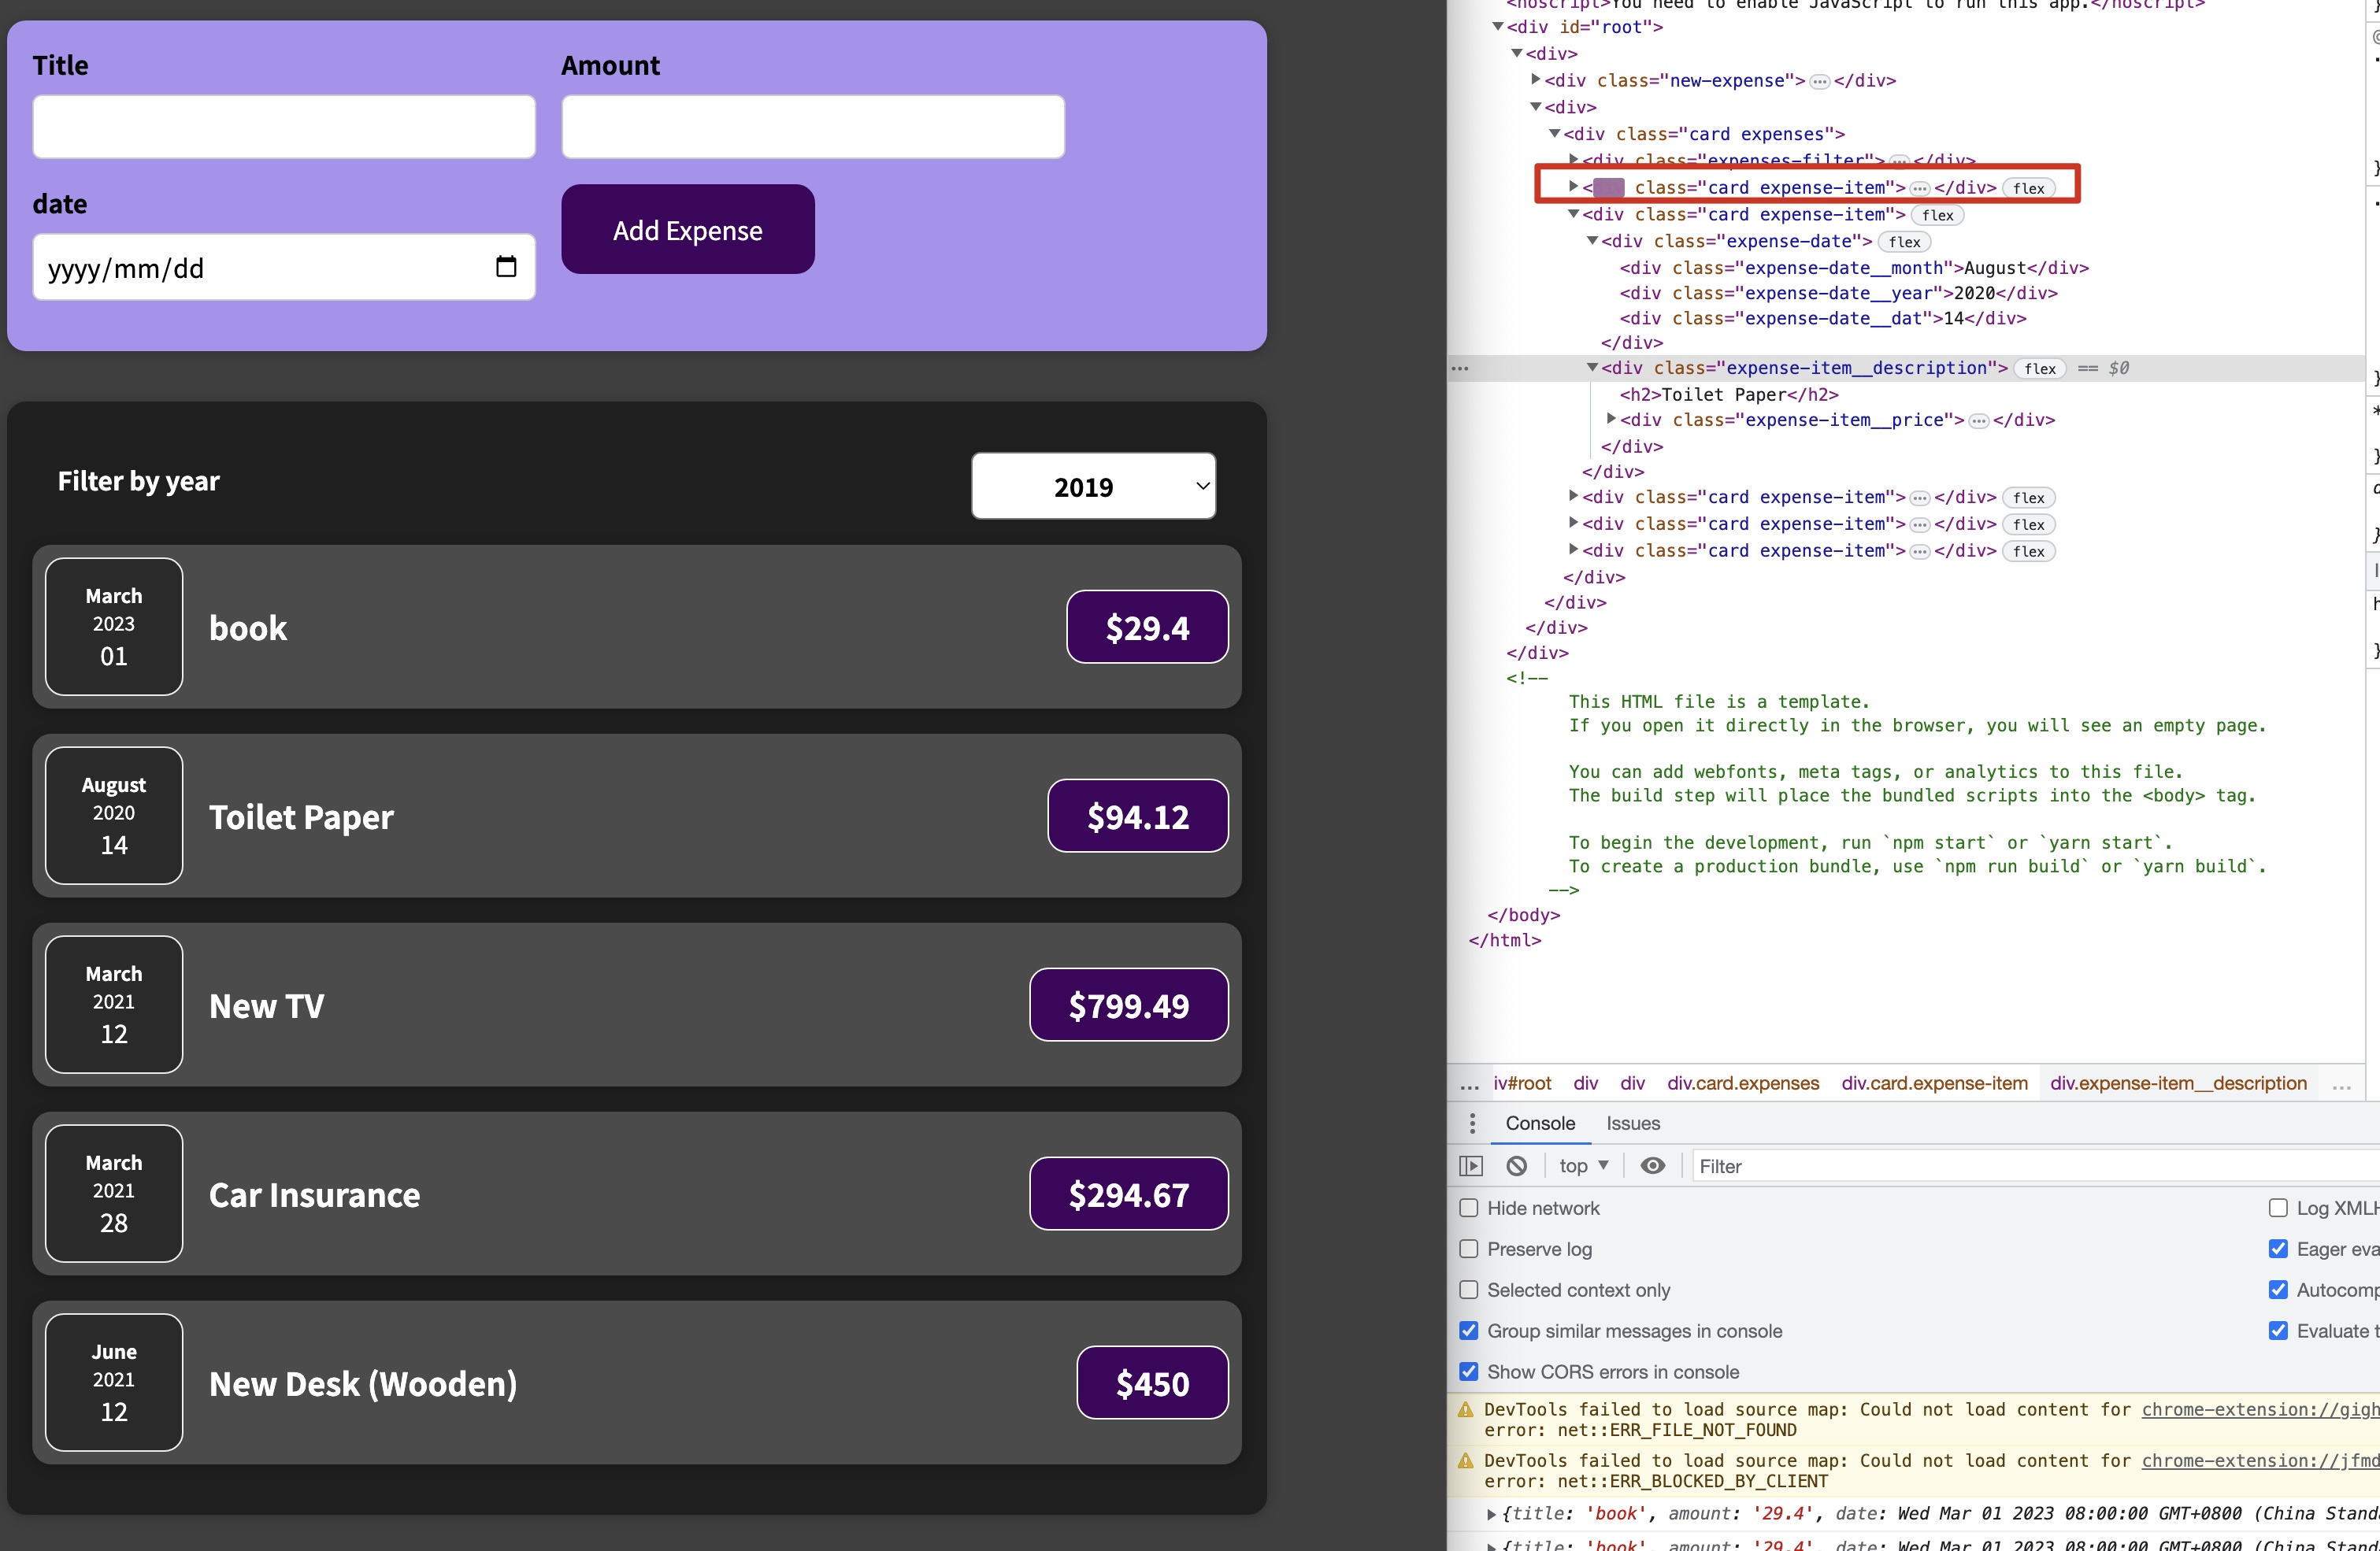 Title
Amount
date
yyyy/mm/dd
Add Expense
Filter by year
2019
March
2023
01
book
$29.4
August
2020
14
Toilet Paper
$94.12
March
2021
12
New TV
$799.49
March
2021
28
Car Insurance
$294.67
June
2021
12
New Desk (Wooden)
$450
<noscript>You need to enable JavaScript to run this app.</noscript>
<div id="root">
<div>
<div class="new-expense">…</div>
<div>
<div class="card expenses">
<div class="expenses-filter">…</div>
< class="card expense-item">…</div> flex
<div class="card expense-item"> flex
<div class="expense-date"> flex
<div class="expense-date__month">August</div>
<div class="expense-date__year">2020</div>
<div class="expense-date__dat">14</div>
</div>
… <div class="expense-item__description"> flex == $0
<h2>Toilet Paper</h2>
<div class="expense-item__price">…</div>
</div>
</div>
<div class="card expense-item">…</div> flex
<div class="card expense-item">…</div> flex
<div class="card expense-item">…</div> flex
</div>
</div>
</div>
</div>
<!--
This HTML file is a template.
If you open it directly in the browser, you will see an empty page.
You can add webfonts, meta tags, or analytics to this file.
The build step will place the bundled scripts into the <body> tag.
To begin the development, run `npm start` or `yarn start`.
To create a production bundle, use `npm run build` or `yarn build`.
-->
</body>
</html>
… iv#root div div div.card.expenses div.card.expense-item div.expense-item__description …
Console Issues
top Filter
Hide network
Log XMLH
Preserve log
Eager eva
Selected context only
Autocomp
Group similar messages in console
Evaluate t
Show CORS errors in console
DevTools failed to load source map: Could not load content for chrome-extension://gigh
error: net::ERR_FILE_NOT_FOUND
DevTools failed to load source map: Could not load content for chrome-extension://jfmd
error: net::ERR_BLOCKED_BY_CLIENT
{title: 'book', amount: '29.4', date: Wed Mar 01 2023 08:00:00 GMT+0800 (China Stand
{title: 'book', amount: '29.4', date: Wed Mar 01 2023 08:00:00 GMT+0800 (China Stand